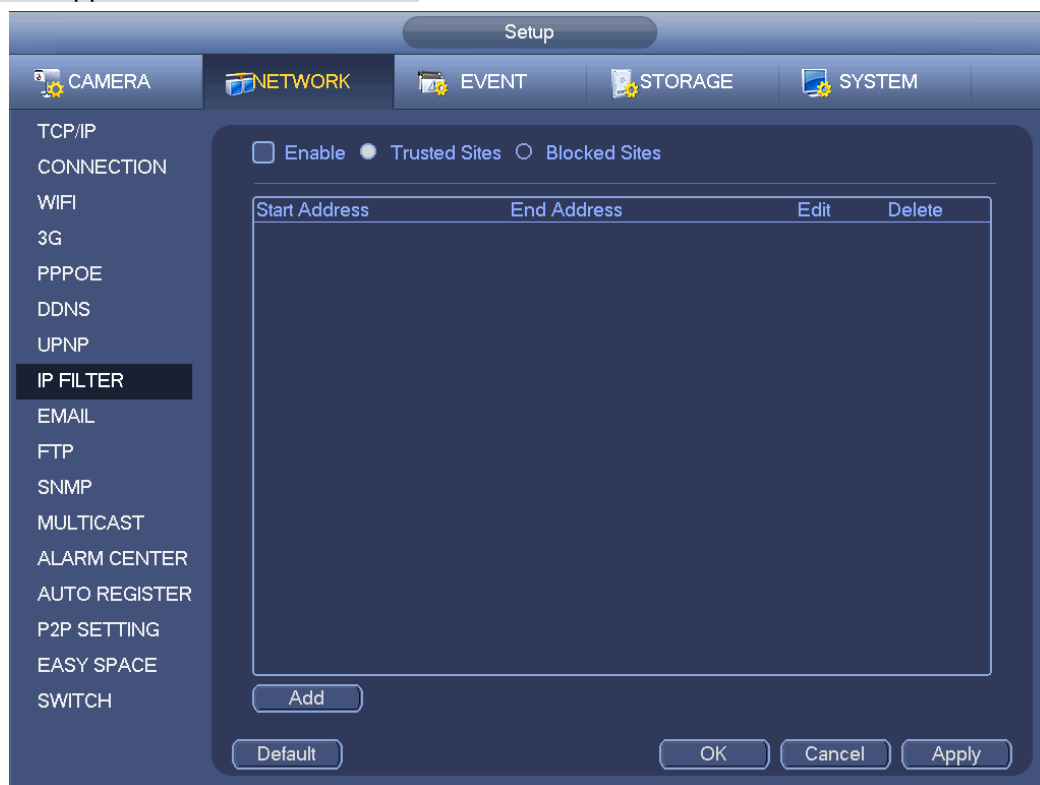 Setup
CAMERA NETWORK EVENT STORAGE SYSTEM
TCP/IP
CONNECTION
WIFI
3G
PPPOE
DDNS
UPNP
IP FILTER
EMAIL
FTP
SNMP
MULTICAST
ALARM CENTER
AUTO REGISTER
P2P SETTING
EASY SPACE
SWITCH
Enable Trusted Sites Blocked Sites
Start Address End Address Edit Delete
Add
Default OK Cancel Apply